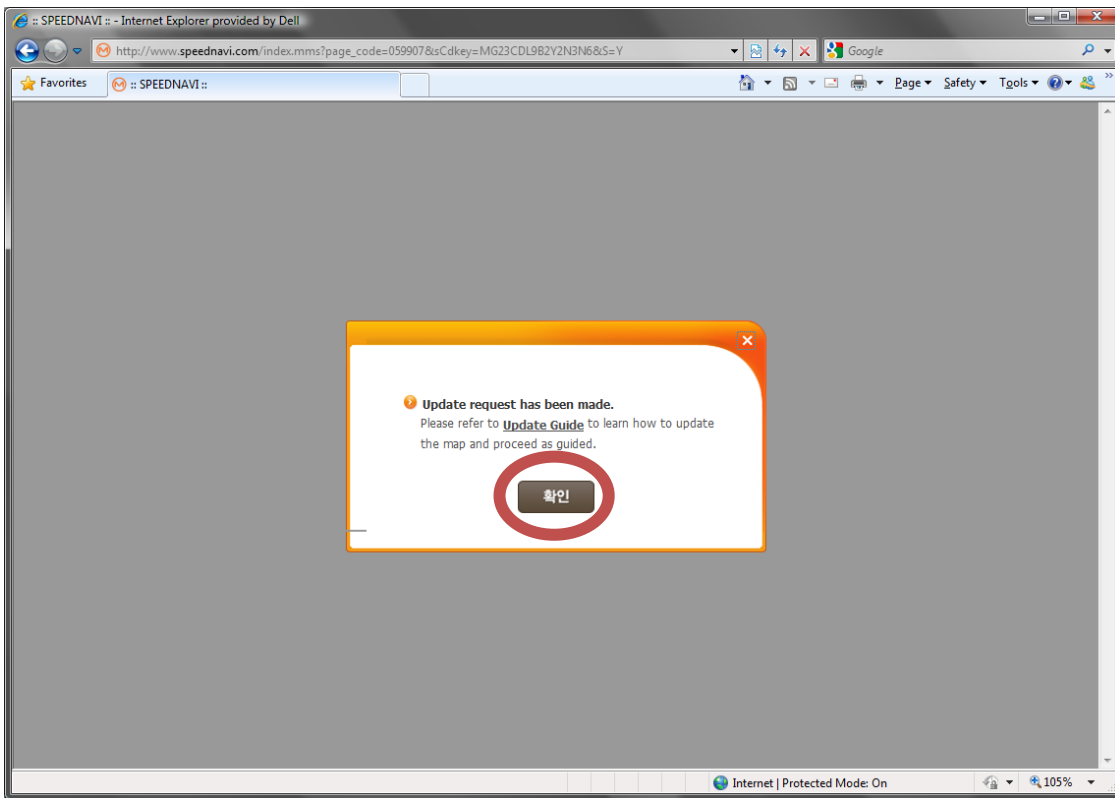 :: SPEEDNAVI :: - Internet Explorer provided by Dell
http://www.speednavi.com/index.mms?page_code=059907&sCdkey=MG23CDL9B2Y2N3N6&S=Y
Google
Favorites
:: SPEEDNAVI ::
Page
Safety
Tools
»
Update request has been made.
Please refer to Update Guide to learn how to update
the map and proceed as guided.
확인
Internet | Protected Mode: On
105%